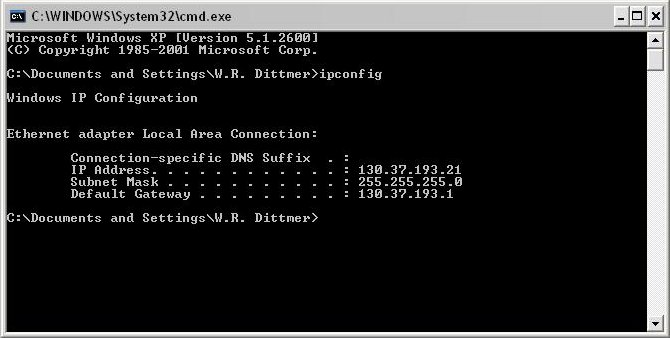 C:\WINDOWS\System32\cmd.exe
Microsoft Windows XP [Version 5.1.2600]
(C) Copyright 1985-2001 Microsoft Corp.
C:\Documents and Settings\W.R. Dittmer>ipconfig
Windows IP Configuration
Ethernet adapter Local Area Connection:
Connection-specific DNS Suffix  . :
IP Address. . . . . . . . . . . . : 130.37.193.21
Subnet Mask . . . . . . . . . . . : 255.255.255.0
Default Gateway . . . . . . . . . : 130.37.193.1
C:\Documents and Settings\W.R. Dittmer>